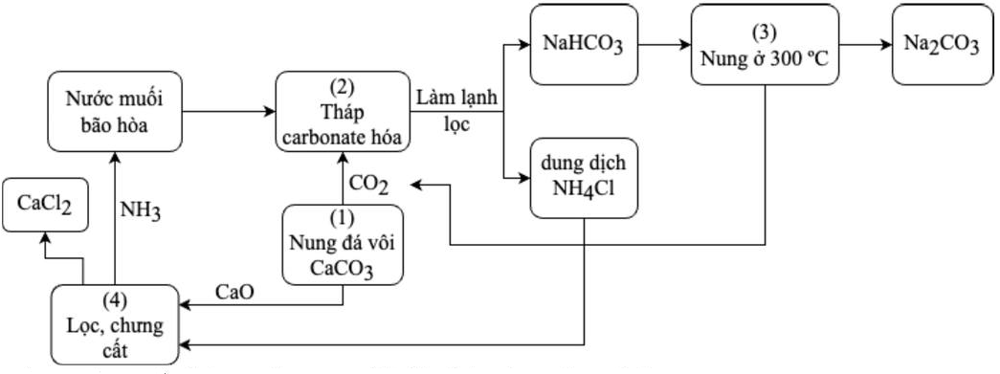 NaHCO3
(3)
Nung ở 300 ºC
Na2CO3
Nước muối
bão hòa
(2)
Tháp
carbonate hóa
Làm lạnh
lọc
dung dịch
NH4Cl
CaCl2
NH3
CO2
(1)
Nung đá vôi
CaCO3
CaO
(4)
Lọc, chưng
cất